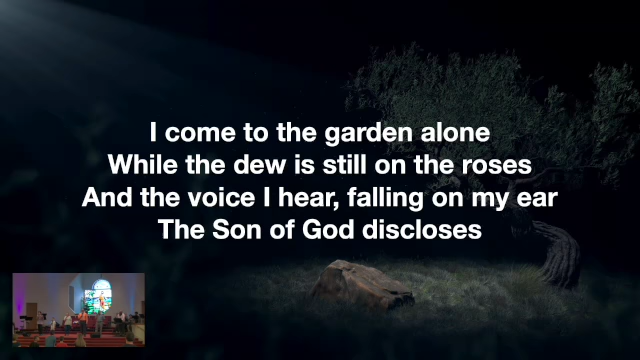 I come to the garden alone
While the dew is still on the roses
And the voice I hear, falling on my ear
The Son of God discloses